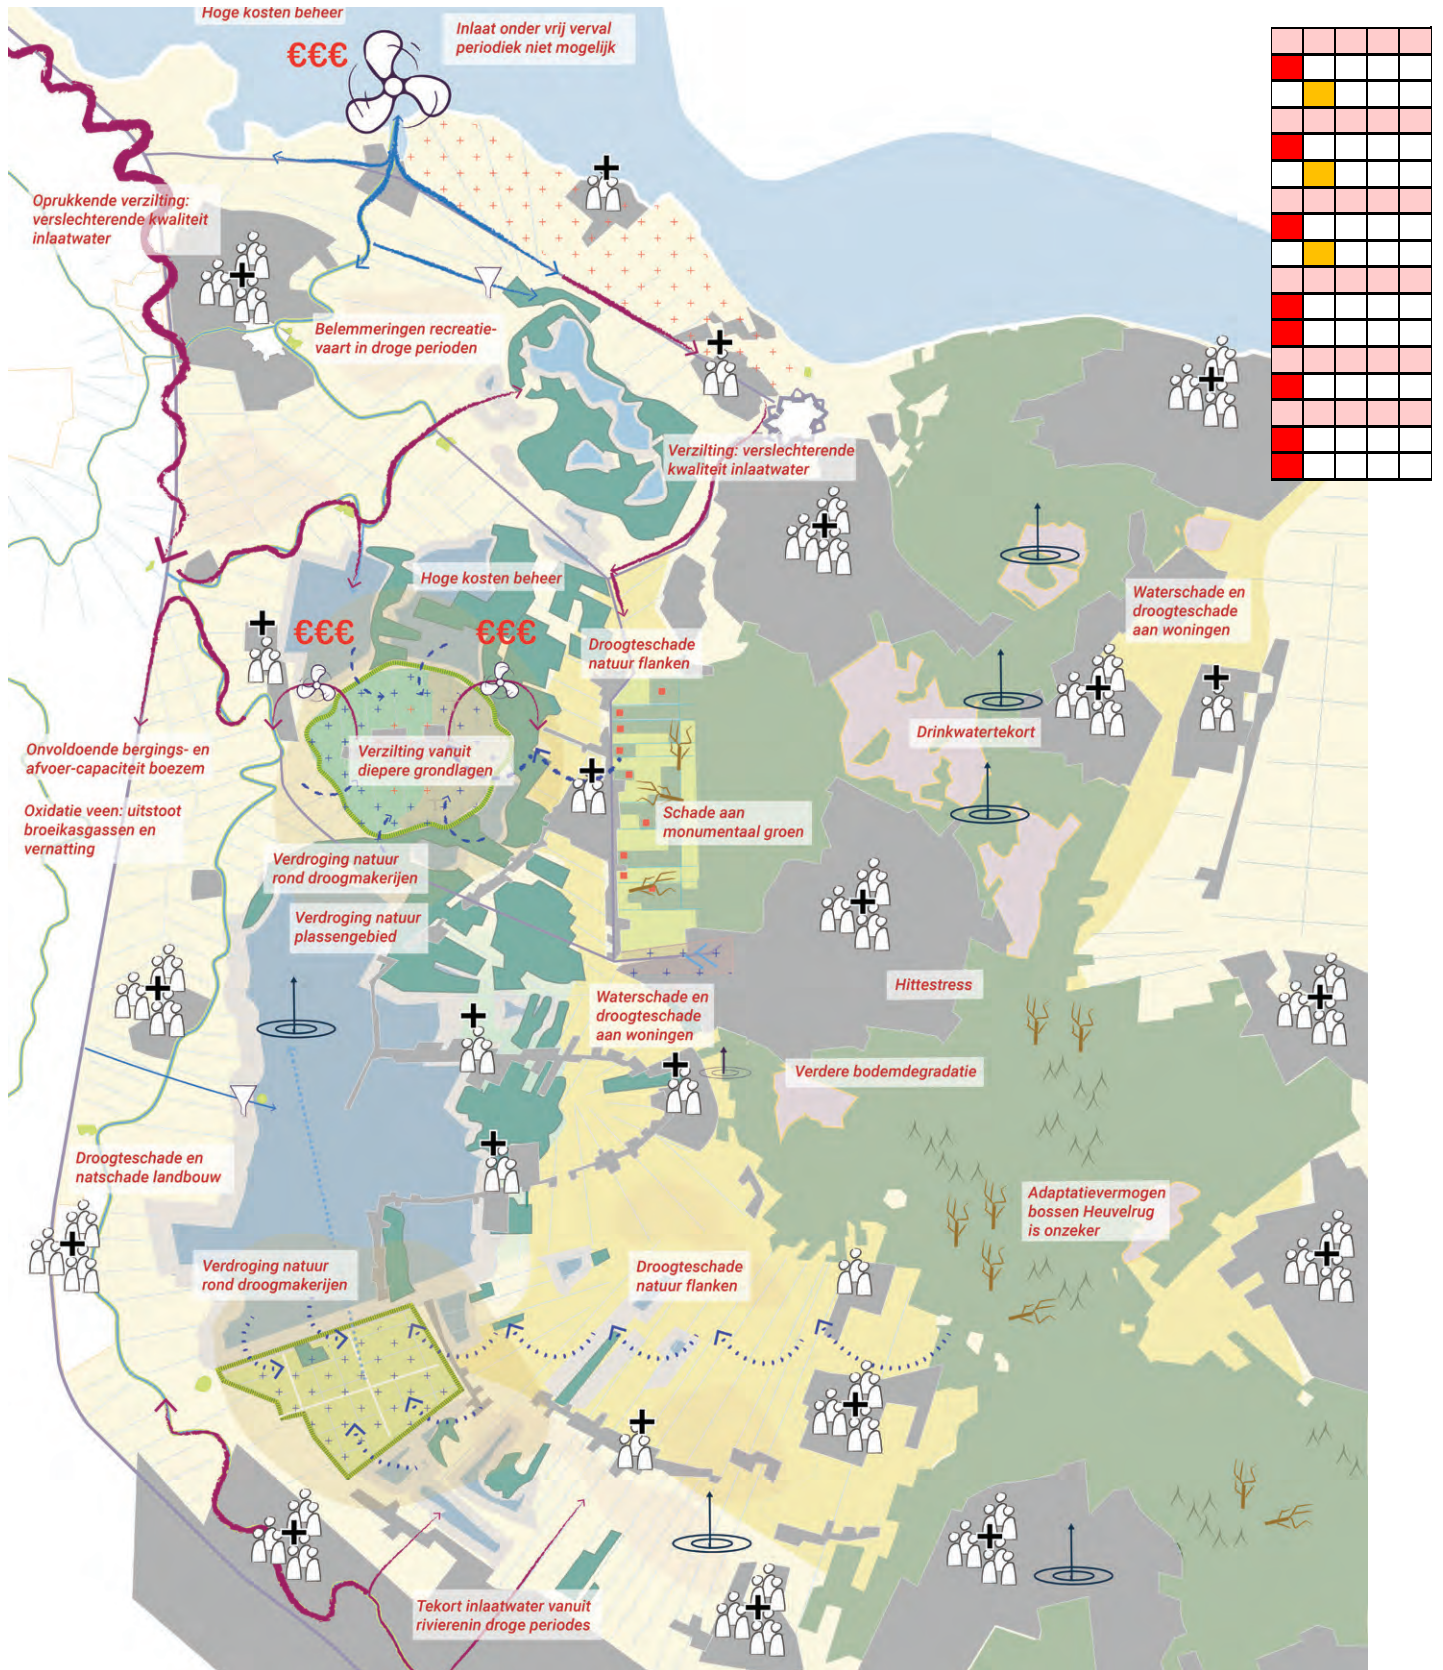 Hoge kosten beheer
€€€
Inlaat onder vrij verval
periodiek niet mogelijk
Oprukkende verzilting:
verslechterende kwaliteit
inlaatwater
Belemmeringen recreatie-
vaart in droge perioden
Verzilting: verslechterende
kwaliteit inlaatwater
Hoge kosten beheer
€€€
€€€
Waterschade en
droogteschade
aan woningen
Droogteschade
natuur flanken
Drinkwatertekort
Onvoldoende bergings- en
afvoer-capaciteit boezem
Verzilting vanuit
diepere grondlagen
Oxidatie veen: uitstoot
broeikasgassen en
vernatting
Schade aan
monumentaal groen
Verdroging natuur
rond droogmakerijen
Verdroging natuur
plassengebied
Hittestress
Waterschade en
droogteschade
aan woningen
Verdere bodemdegradatie
Droogteschade en
natschade landbouw
Adaptatievermogen
bossen Heuvelrug
is onzeker
Verdroging natuur
rond droogmakerijen
Droogteschade
natuur flanken
Tekort inlaatwater vanuit
rivierenin droge periodes